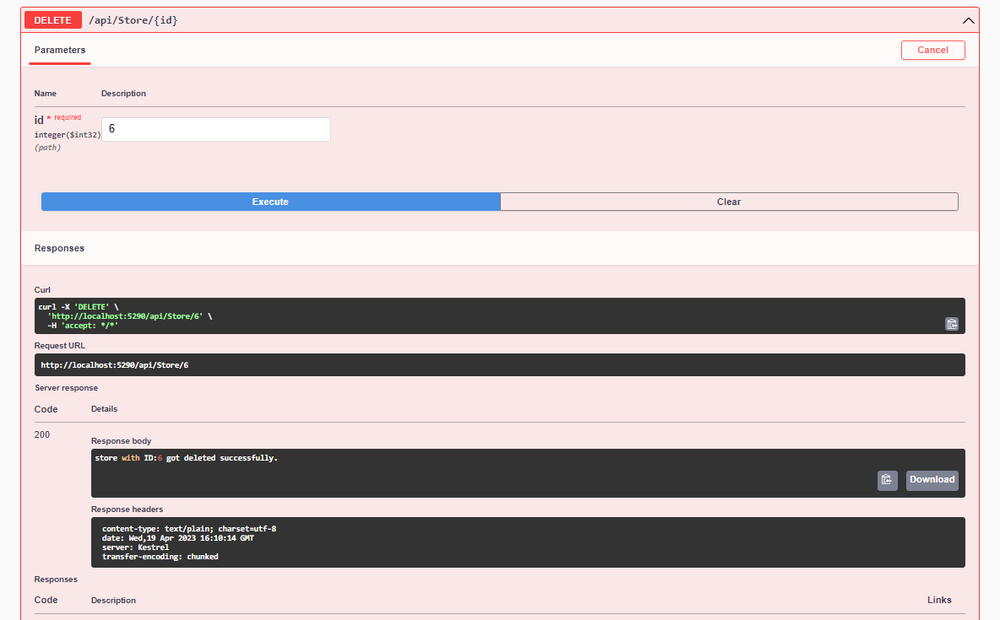 DELETE /api/Store/{id}
Parameters
Cancel
Name Description
id * required
integer($int32)
(path)
6
Execute
Clear
Responses
Curl
curl -X 'DELETE' \
'http://localhost:5290/api/Store/6' \
-H 'accept: */*'
Request URL
http://localhost:5290/api/Store/6
Server response
Code Details
200
Response body
store with ID:6 got deleted successfully.
Download
Response headers
content-type: text/plain; charset=utf-8
date: Wed,19 Apr 2023 16:10:14 GMT
server: Kestrel
transfer-encoding: chunked
Responses
Code Description Links